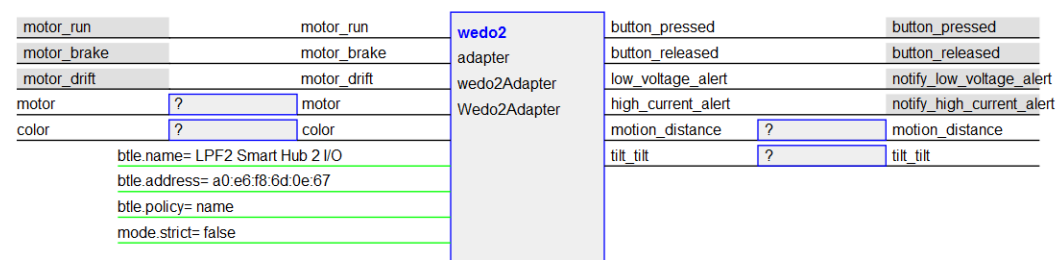 motor_run motor_run wedo2 button_pressed button_pressed
motor_brake motor_brake adapter button_released button_released
motor_drift motor_drift wedo2Adapter low_voltage_alert notify_low_voltage_alert
motor ? motor Wedo2Adapter high_current_alert notify_high_current_alert
color ? color motion_distance ? motion_distance
btle.name= LPF2 Smart Hub 2 I/O tilt_tilt ? tilt_tilt
btle.address= a0:e6:f8:6d:0e:67
btle.policy= name
mode.strict= false